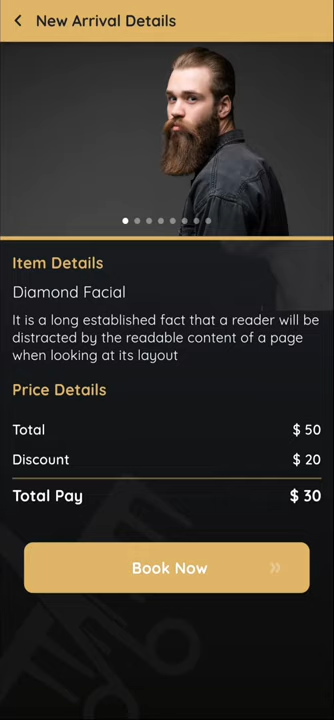 New Arrival Details
Item Details
Diamond Facial
It is a long established fact that a reader will be
distracted by the readable content of a page
when looking at its layout
Price Details
Total $ 50
Discount $ 20
Total Pay $ 30
Book Now